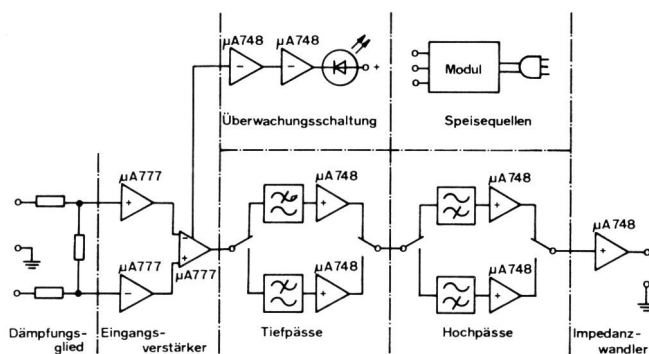 µA748
µA748
+
Modul
Überwachungsschaltung
Speisequellen
µA777
µA748
µA748
µA748
µA777
µA777
µA748
µA748
Dämpfungs-
glied
Eingangs-
verstärker
Tiefpässe
Hochpässe
Impedanz-
wandler